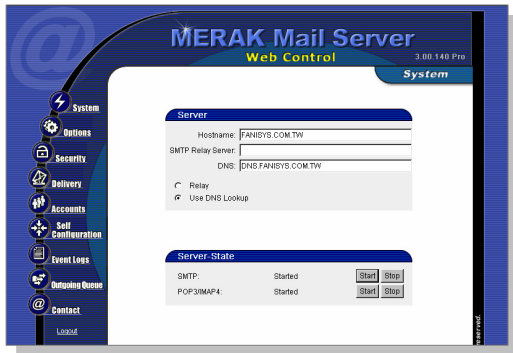 MERAK Mail Server
Web Control
3.00.140 Pro
System
System
Options
Security
Delivery
Accounts
Self
Configuration
Event Logs
Outgoing Queue
Contact
Logout
Server
Hostname: FANISYS.COM.TW
SMTP Relay Server:
DNS: DNS.FANISYS.COM.TW
Relay
Use DNS Lookup
Server-State
SMTP: Started Start Stop
POP3/IMAP4: Started Start Stop
eserved.